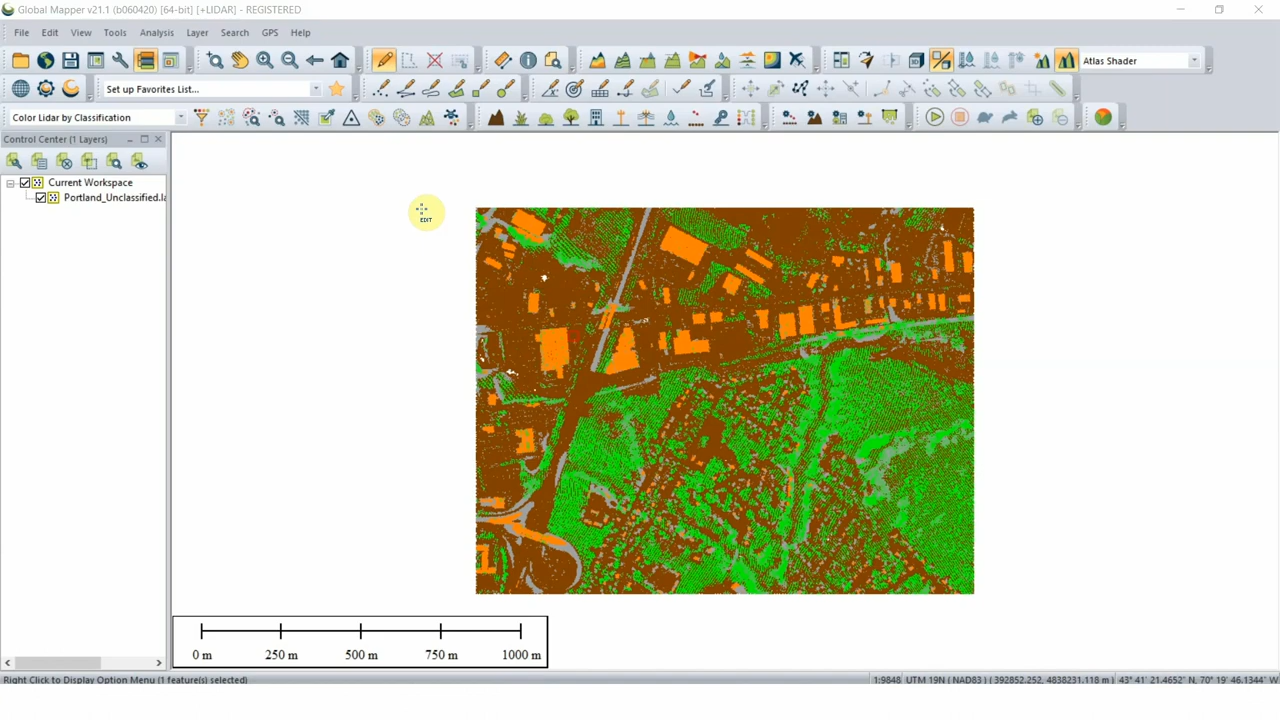 Global Mapper v21.1 (b060420) [64-bit] [+LIDAR] - REGISTERED
File Edit View Tools Analysis Layer Search GPS Help
Atlas Shader
Set up Favorites List...
Color Lidar by Classification
Control Center (1 Layers)
Current Workspace
Portland_Unclassified.la
EDIT
0 m 250 m 500 m 750 m 1000 m
Right Click to Display Option Menu (1 feature(s) selected)
1:9848 UTM 19N ( NAD83 ) ( 392852.252, 4838231.118 m ) 43° 41' 21.4652" N, 70° 19' 46.1344" W